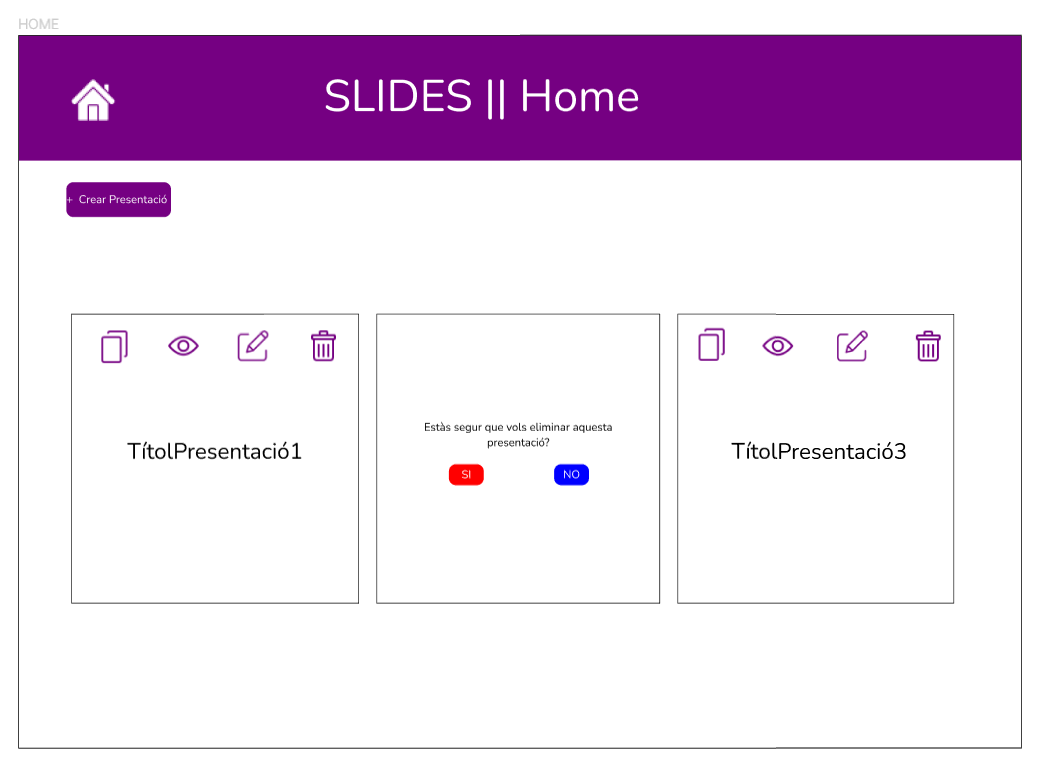 HOME
SLIDES || Home
+ Crear Presentació
Estàs segur que vols eliminar aquesta
presentació?
TítolPresentació1
TítolPresentació3
SI
NO